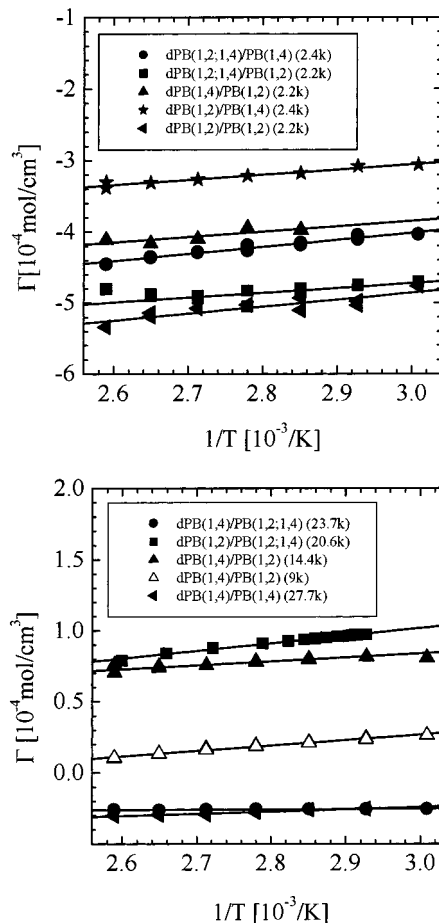 -1
dPB(1,2;1,4)/PB(1,4) (2.4k)
dPB(1,2;1,4)/PB(1,2) (2.2k)
dPB(1,4)/PB(1,2) (2.2k)
dPB(1,2)/PB(1,4) (2.4k)
dPB(1,2)/PB(1,2) (2.2k)
-2
-3
-4
-5
-6
Γ[10⁻⁴mol/cm³]
2.6 2.7 2.8 2.9 3.0
1/T [10⁻³/K]
2.0
dPB(1,4)/PB(1,2;1,4) (23.7k)
dPB(1,2)/PB(1,2;1,4) (20.6k)
dPB(1,4)/PB(1,2) (14.4k)
dPB(1,4)/PB(1,2) (9k)
dPB(1,4)/PB(1,4) (27.7k)
1.0
0.0
Γ [10⁻⁴mol/cm³]
2.6 2.7 2.8 2.9 3.0
1/T [10⁻³/K]